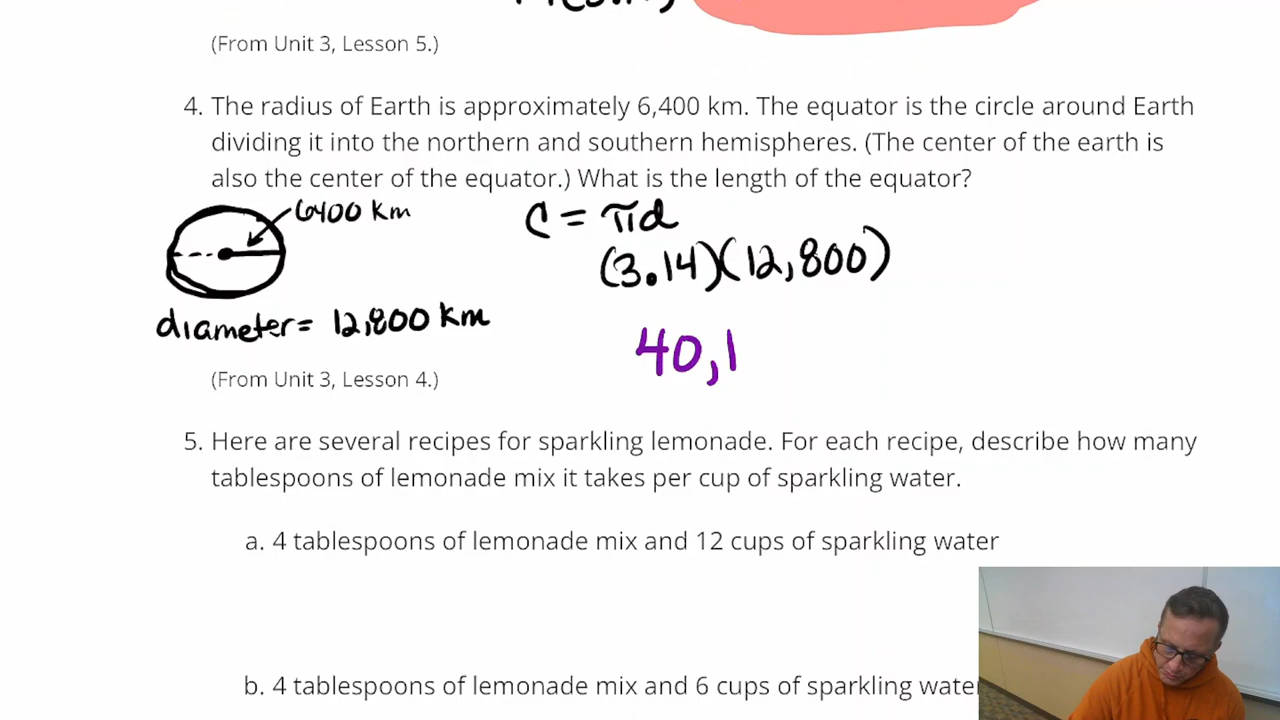 (From Unit 3, Lesson 5.)
4. The radius of Earth is approximately 6,400 km. The equator is the circle around Earth
dividing it into the northern and southern hemispheres. (The center of the earth is
also the center of the equator.) What is the length of the equator?
6400 km
C = πd
(3.14)(12,800)
diameter= 12,800 km
40,1
(From Unit 3, Lesson 4.)
5. Here are several recipes for sparkling lemonade. For each recipe, describe how many
tablespoons of lemonade mix it takes per cup of sparkling water.
a. 4 tablespoons of lemonade mix and 12 cups of sparkling water
b. 4 tablespoons of lemonade mix and 6 cups of sparkling wate